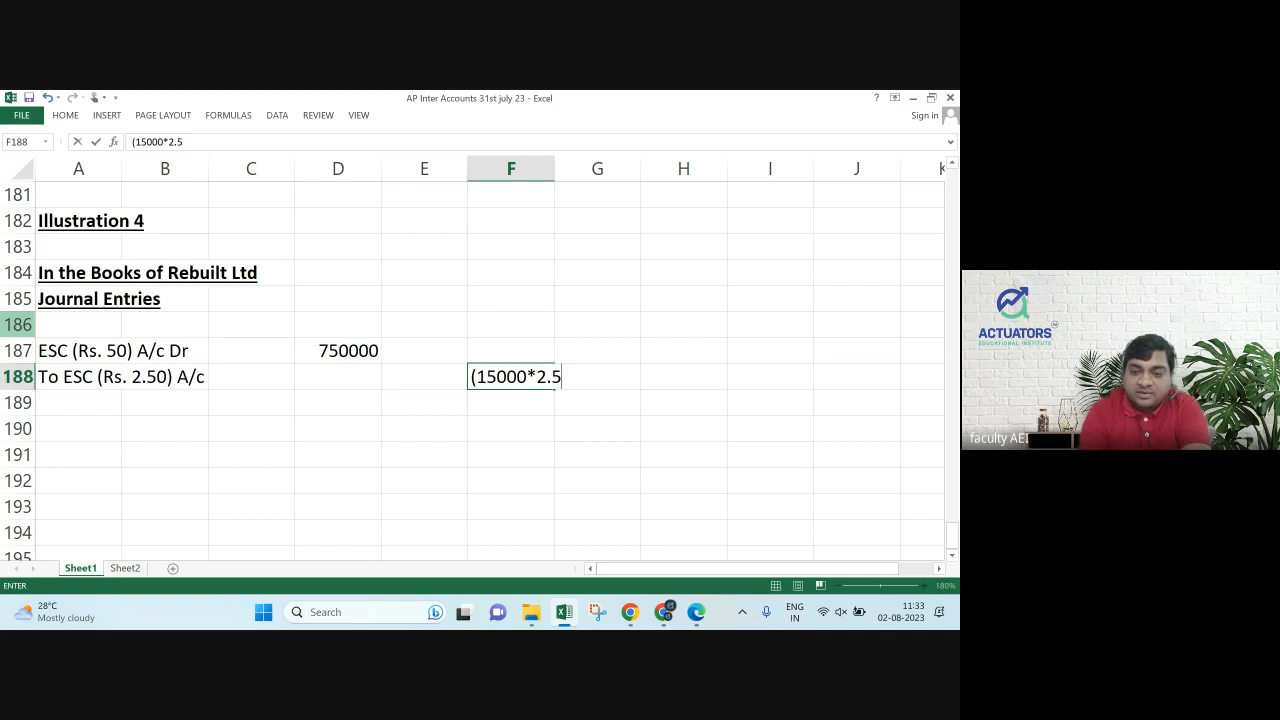 AP Inter Accounts 31st july 23 - Excel
?
FILE HOME INSERT PAGE LAYOUT FORMULAS DATA REVIEW VIEW
Sign in
F188 fx (15000*2.5
A B C D E F G H I J K
181
182 Illustration 4
183
184 In the Books of Rebuilt Ltd
185 Journal Entries
186
187 ESC (Rs. 50) A/c Dr 750000
188 To ESC (Rs. 2.50) A/c (15000*2.5
189
190
191
192
193
194
195
Sheet1 Sheet2
ENTER 180%
28°C
Mostly cloudy
Search
ENG
IN
11:33
02-08-2023
ACTUATORS
EDUCATIONAL INSTITUTE
faculty AEI